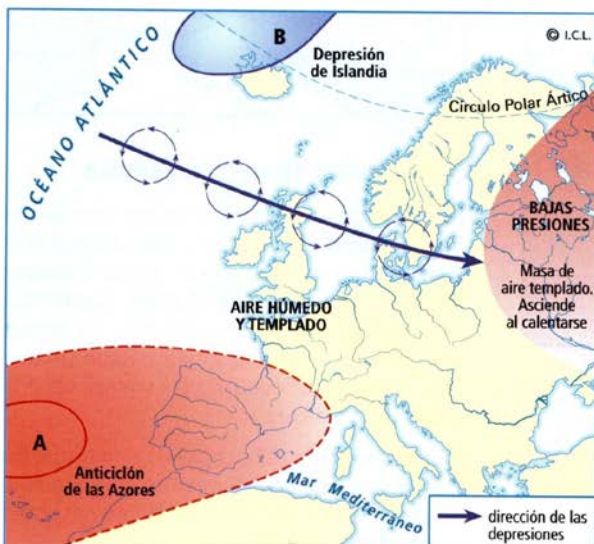 OCÉANO ATLÁNTICO
B
Depresión
de Islandia
© I.C.L.
Círculo Polar Ártico
BAJAS
PRESIONES
Masa de
aire templado.
Asciende
al calentarse
AIRE HÚMEDO
Y TEMPLADO
A
Anticiclón
de las Azores
Mar Mediterráneo
dirección de las
depresiones